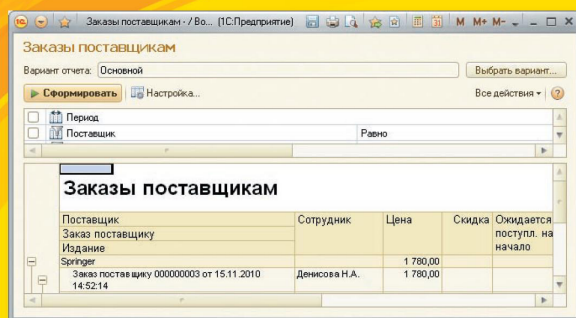 Заказы поставщикам - / Во... (1С:Предприятие) M M+ M-
Заказы поставщикам
Вариант отчета: Основной Выбрать вариант...
Сформировать Настройка... Все действия
Период
Поставщик Равно
Заказы поставщикам
Поставщик Сотрудник Цена Скидка Ожидается
Заказ поставщику поступл. на
Издание начало
Springer 1 780,00
Заказ поставщику 000000003 от 15.11.2010 Денисова Н.А. 1 780,00
14:52:14